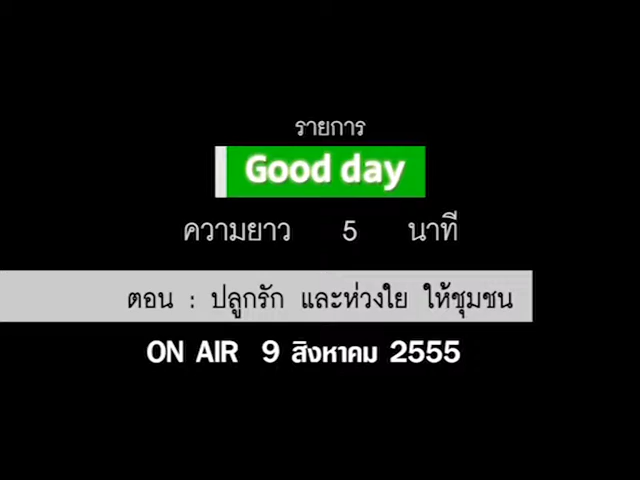 รายการ
Good day
ความยาว 5 นาที
ตอน : ปลูกรัก และห่วงใย ให้ชุมชน
ON AIR 9 สิงหาคม 2555